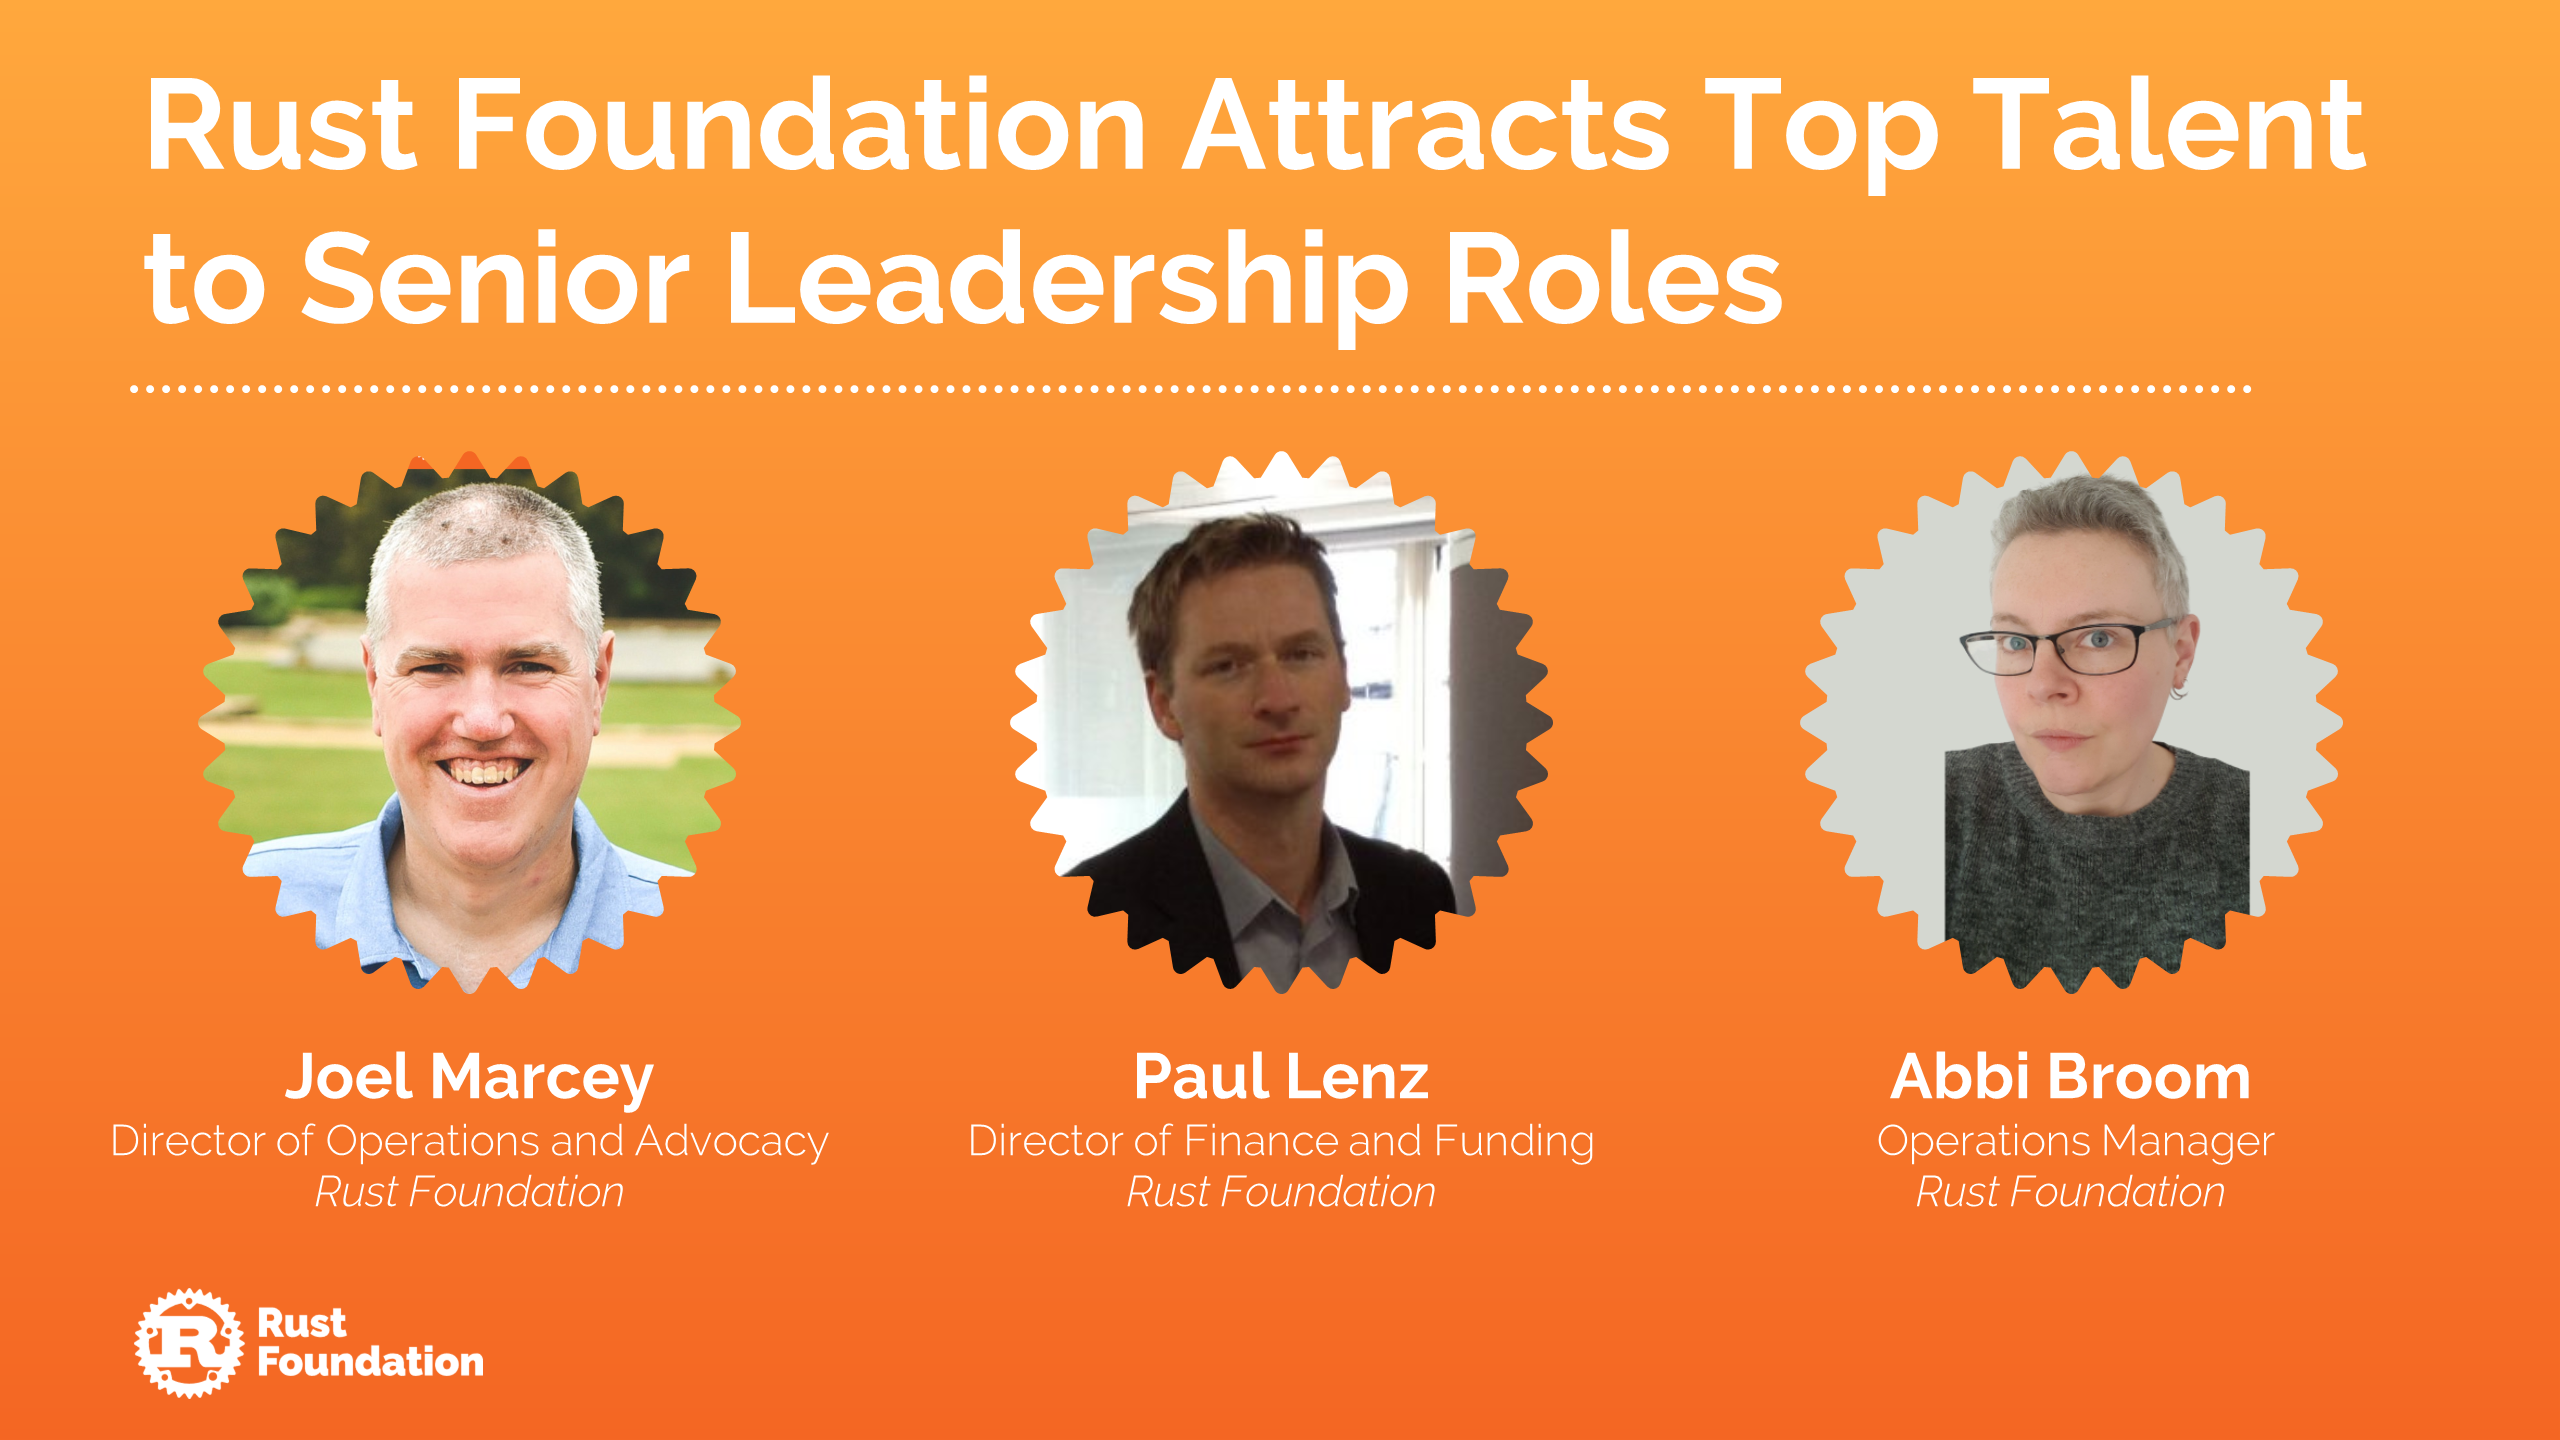 Rust Foundation Attracts Top Talent
to Senior Leadership Roles
Joel Marcey
Director of Operations and Advocacy
Rust Foundation
Paul Lenz
Director of Finance and Funding
Rust Foundation
Abbi Broom
Operations Manager
Rust Foundation
R
Rust
Foundation